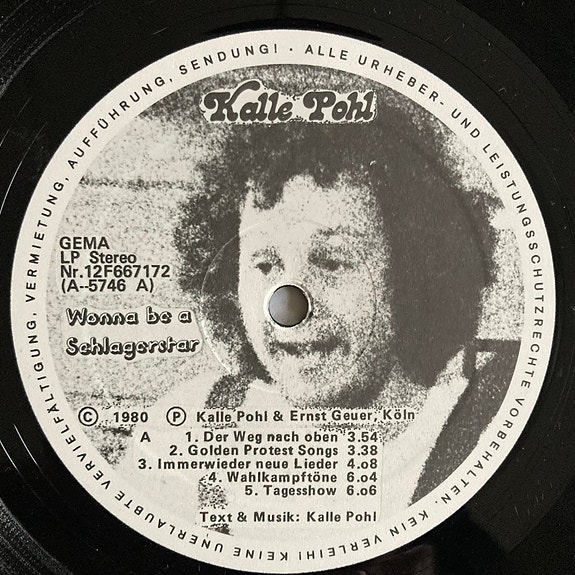 KEINE UNERLAUBTE VERVIELFÄLTIGUNG, VERMIETUNG, AUFFÜHRUNG, SENDUNG! · ALLE URHEBER- UND LEISTUNGSSCHUTZRECHTE VORBEHALTEN. KEIN VERLEIH!
Kalle Pohl
GEMA
LP Stereo
Nr.12F667172
(A--5746 A)
Wonna be a
Schlagerstar
© 1980 Ⓟ Kalle Pohl & Ernst Geuer, Köln
A 1. Der Weg nach oben 3.54
2. Golden Protest Songs 3.38
3. Immerwieder neue Lieder 4.o8
4. Wahlkampftöne 6.o4
5. Tagesshow 6.o6
Text & Musik: Kalle Pohl